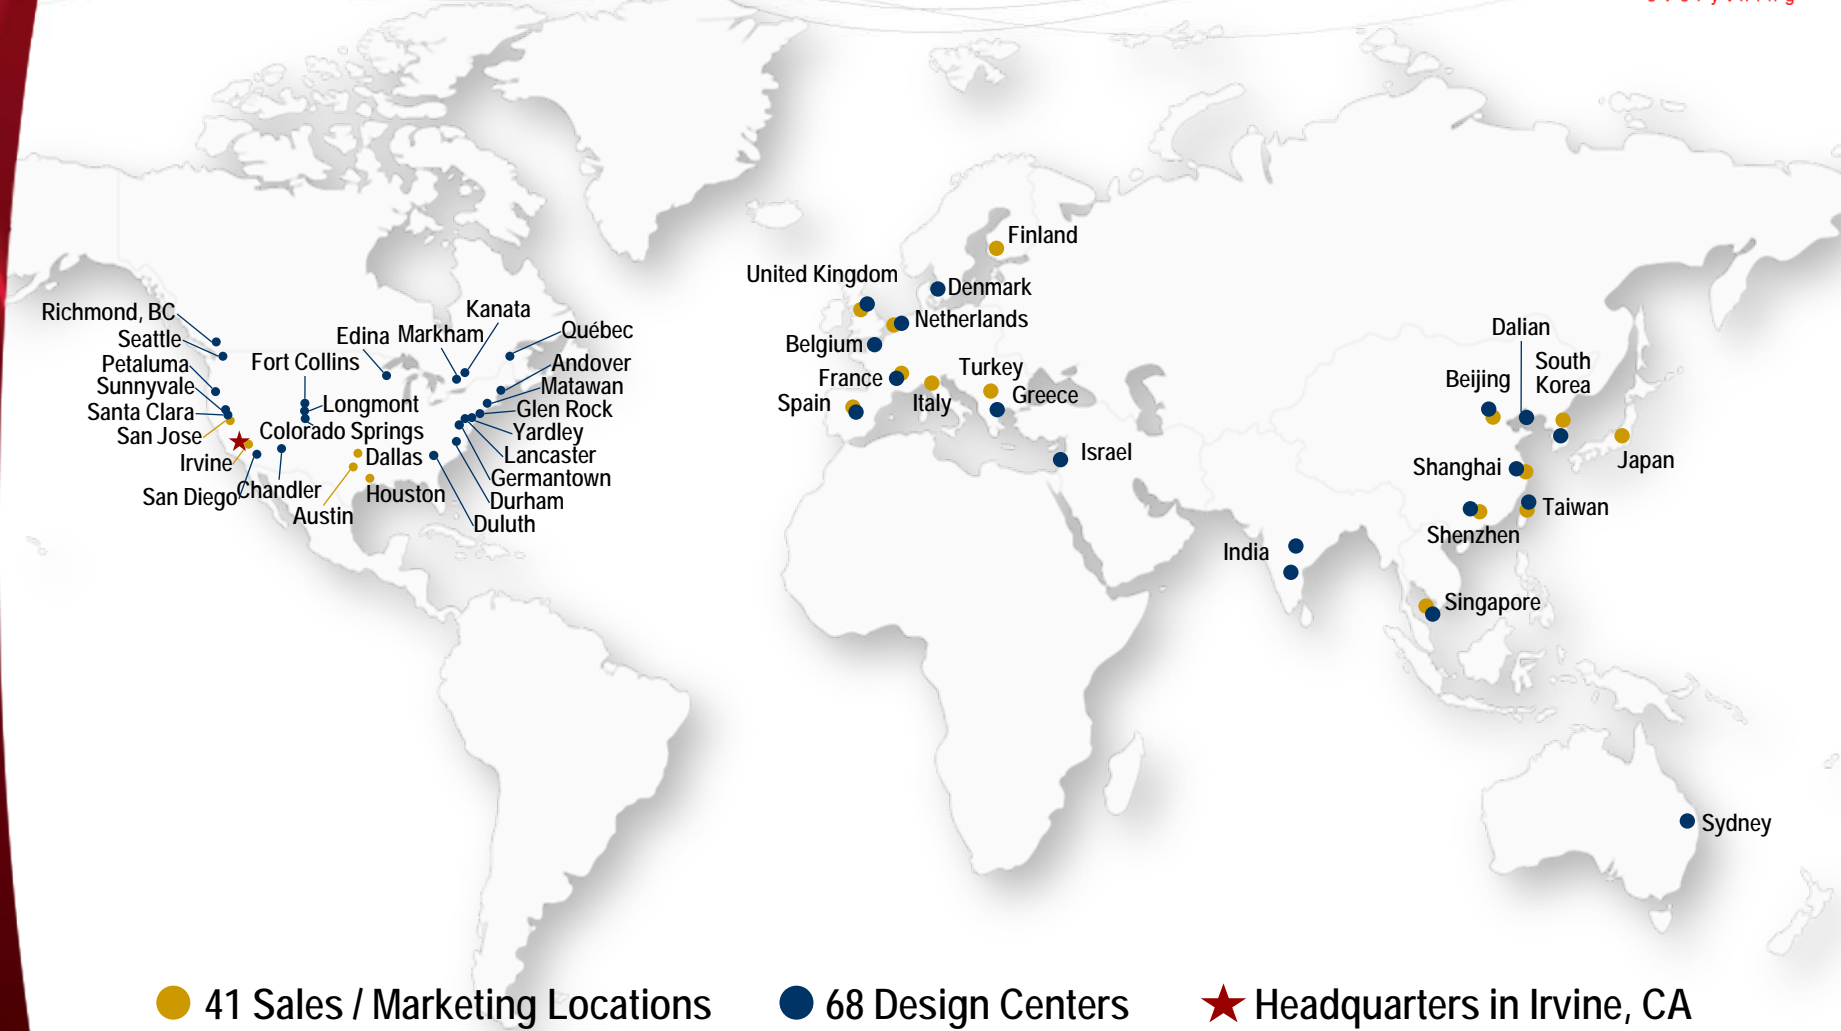 Finland
United Kingdom
Denmark
Netherlands
Belgium
France
Turkey
Italy
Greece
Spain
Israel
Richmond, BC
Seattle
Petaluma
Sunnyvale
Santa Clara
San Jose
Irvine
San Diego
Chandler
Fort Collins
Longmont
Colorado Springs
Dallas
Houston
Austin
Edina
Markham
Kanata
Québec
Andover
Matawan
Glen Rock
Yardley
Lancaster
Germantown
Durham
Duluth
Dalian
South
Korea
Beijing
Japan
Shanghai
Taiwan
Shenzhen
India
Singapore
Sydney
41 Sales / Marketing Locations
68 Design Centers
Headquarters in Irvine, CA